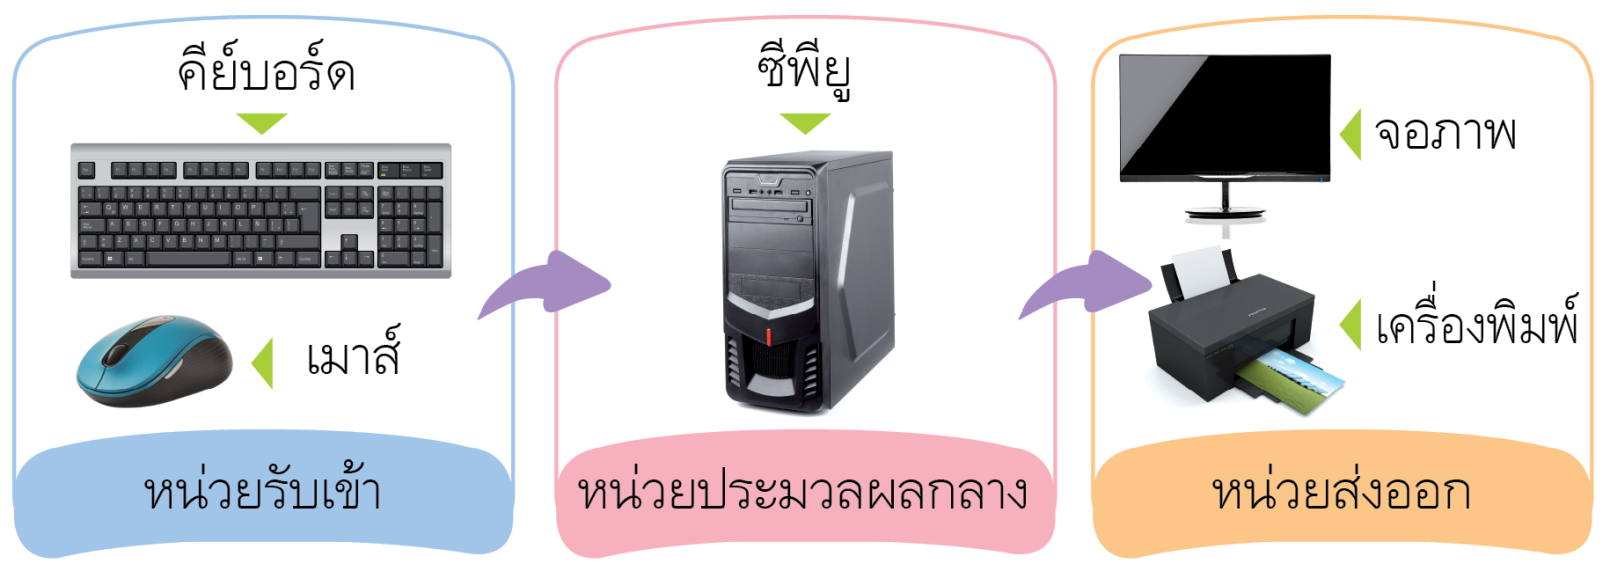 คีย์บอร์ด
เมาส์
หน่วยรับเข้า
ซีพียู
หน่วยประมวลผลกลาง
จอภาพ
เครื่องพิมพ์
หน่วยส่งออก